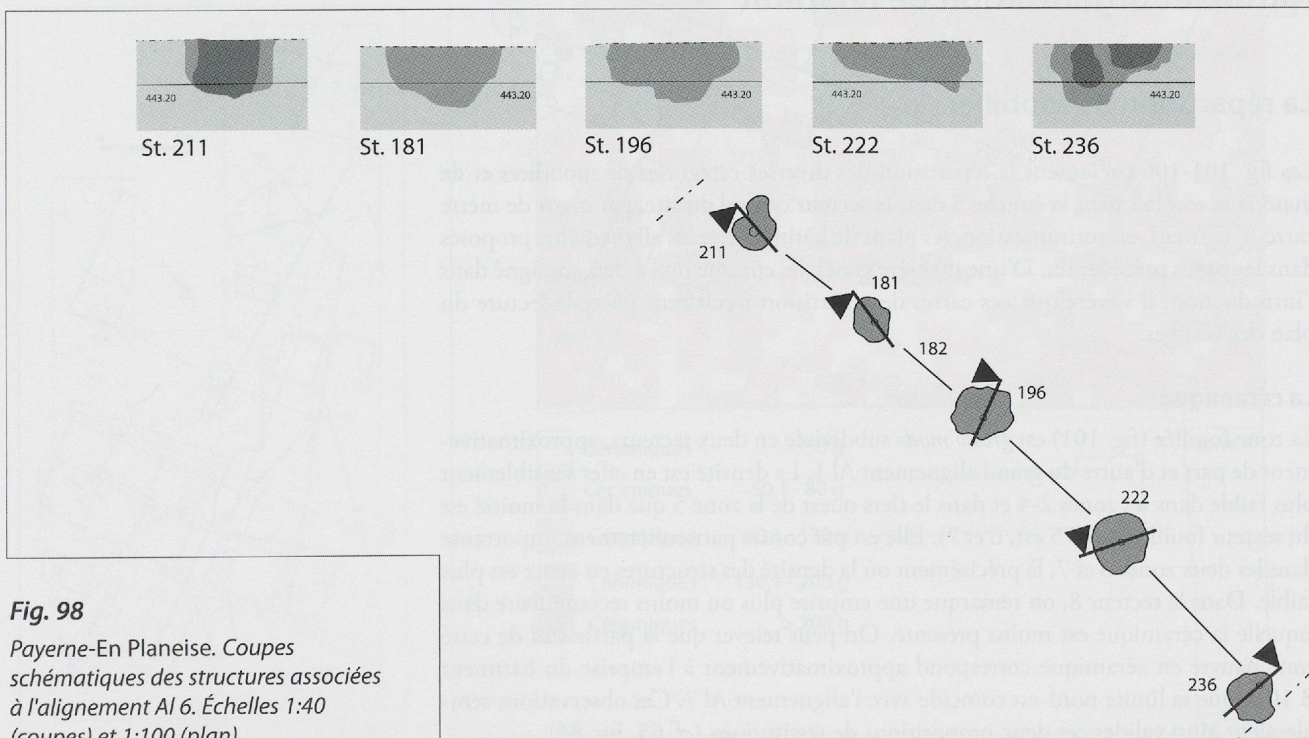 443.20
443.20
443.20
443.20
443.20
St. 211
St. 181
St. 196
St. 222
St. 236
211
181
182
196
222
236
Fig. 98
Payerne-En Planeise. Coupes
schématiques des structures associées
à l'alignement Al 6. Échelles 1:40
(coupes) et 1:100 (plan)